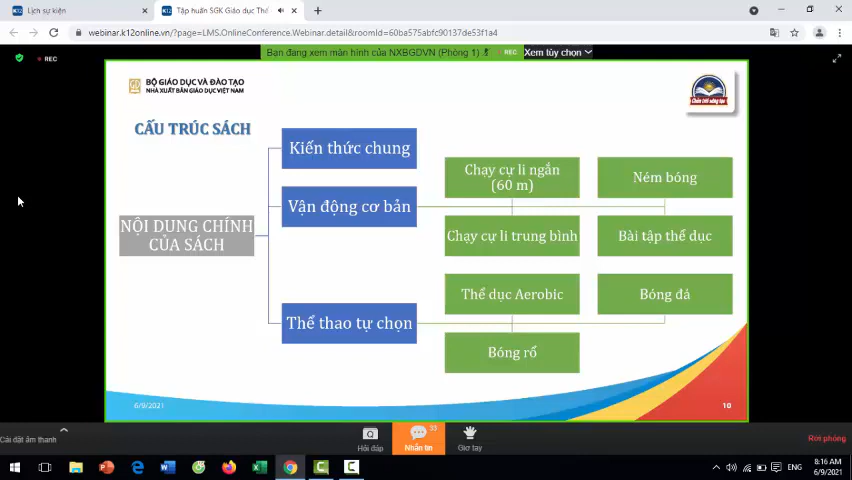 Lịch sự kiện
Tập huấn SGK Giáo dục Thể
webinar.k12online.vn/?page=LMS.OnlineConference.Webinar.detail&roomId=60ba575abfc90137de53f1a4
REC
Bạn đang xem màn hình của NXBGDVN (Phòng 1)
REC
Xem tùy chọn
BỘ GIÁO DỤC VÀ ĐÀO TẠO
NHÀ XUẤT BẢN GIÁO DỤC VIỆT NAM
Chân trời sáng tạo
CẤU TRÚC SÁCH
NỘI DUNG CHÍNH
CỦA SÁCH
Kiến thức chung
Vận động cơ bản
Chạy cự li ngắn
(60 m)
Ném bóng
Chạy cự li trung bình
Bài tập thể dục
Thể thao tự chọn
Thể dục Aerobic
Bóng đá
Bóng rổ
6/9/2021
10
Cài đặt âm thanh
Hỏi đáp
33
Nhắn tin
Giơ tay
Rời phòng
ENG
8:16 AM
6/9/2021